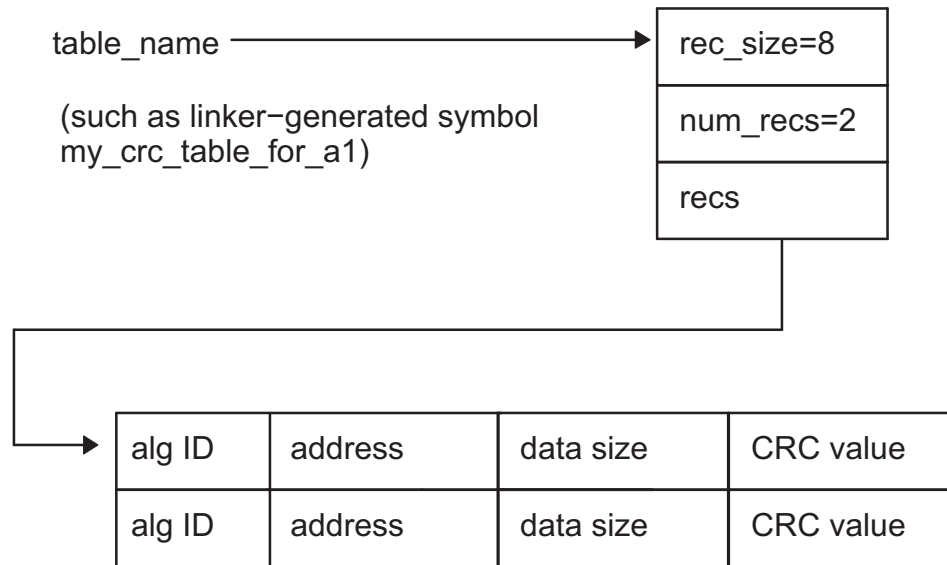 table_name
rec_size=8
(such as linker−generated symbol
my_crc_table_for_a1)
num_recs=2
recs
alg ID address data size CRC value
alg ID address data size CRC value